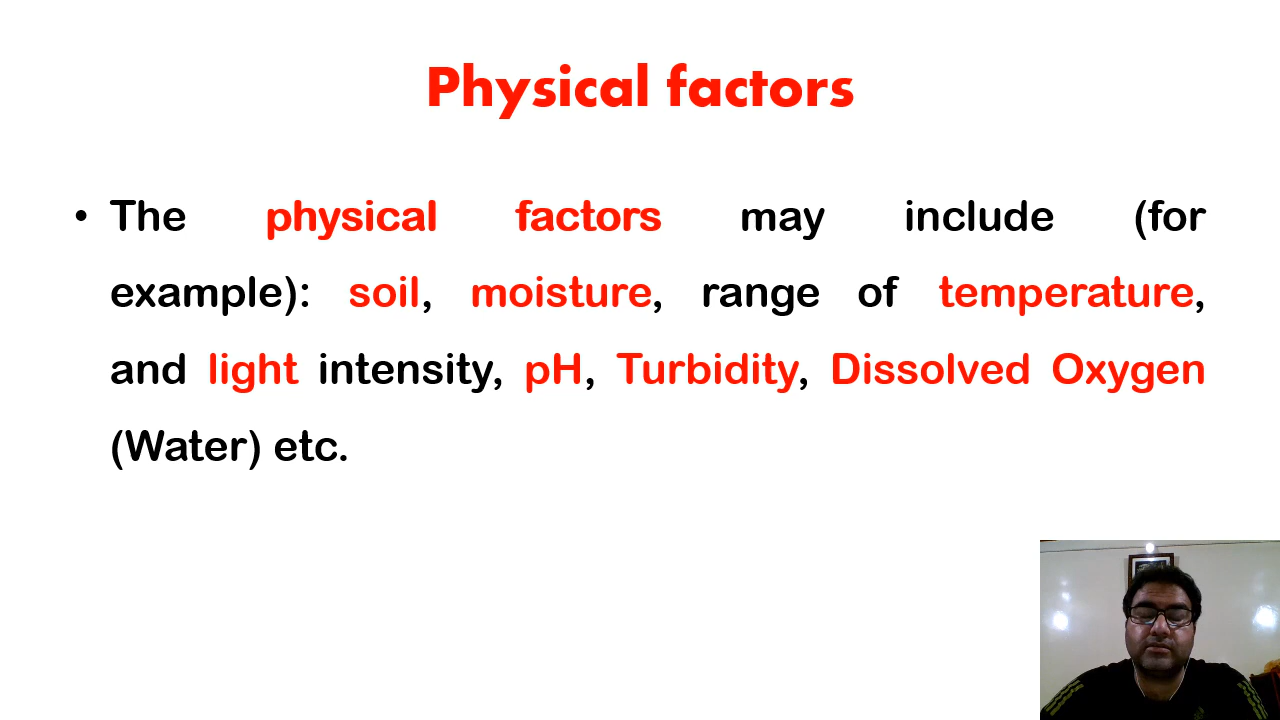 Physical factors
• The physical factors may include (for
example): soil, moisture, range of temperature,
and light intensity, pH, Turbidity, Dissolved Oxygen
(Water) etc.